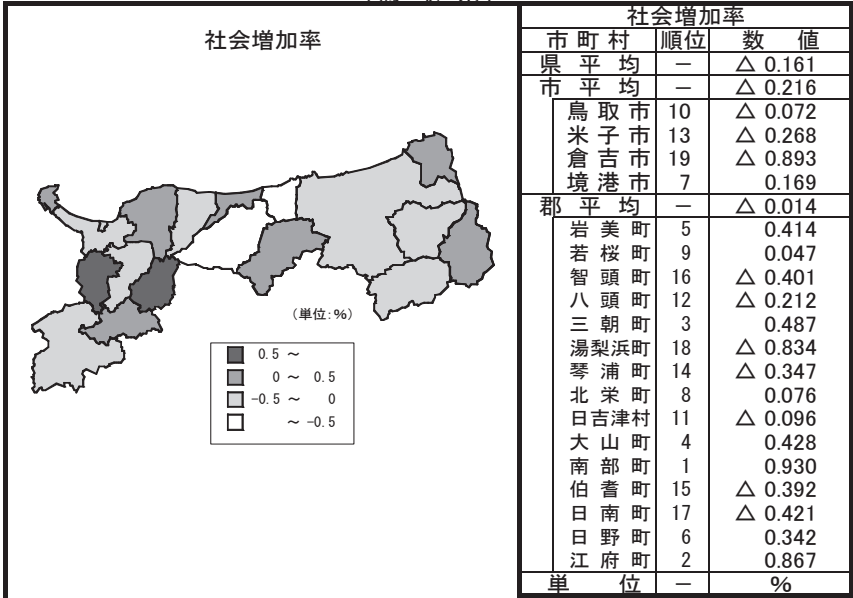 社会増加率
(単位:%)
0.5 ～
0 ～ 0.5
-0.5 ～ 0
～ -0.5
社会増加率
市町村 順位 数値
県平均 － △ 0.161
市平均 － △ 0.216
鳥取市 10 △ 0.072
米子市 13 △ 0.268
倉吉市 19 △ 0.893
境港市 7 0.169
郡平均 － △ 0.014
岩美町 5 0.414
若桜町 9 0.047
智頭町 16 △ 0.401
八頭町 12 △ 0.212
三朝町 3 0.487
湯梨浜町 18 △ 0.834
琴浦町 14 △ 0.347
北栄町 8 0.076
日吉津村 11 △ 0.096
大山町 4 0.428
南部町 1 0.930
伯耆町 15 △ 0.392
日南町 17 △ 0.421
日野町 6 0.342
江府町 2 0.867
単位 － %